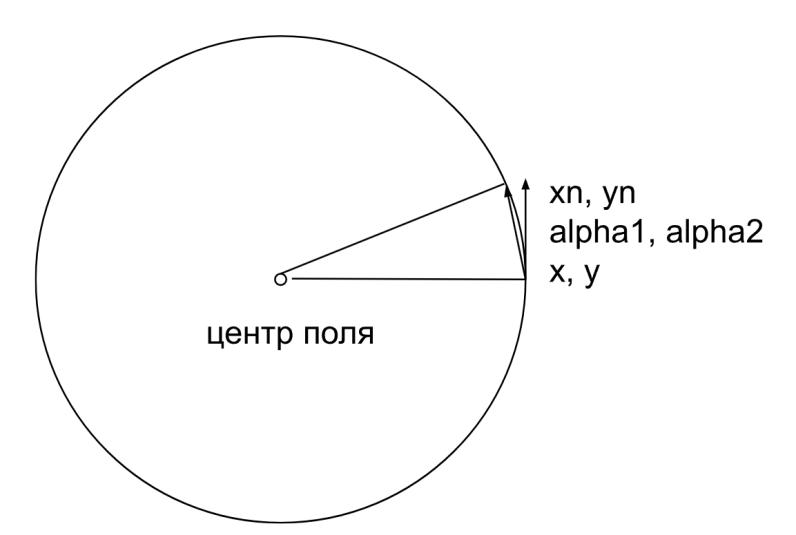 xn, yn
alpha1, alpha2
x, y
центр поля